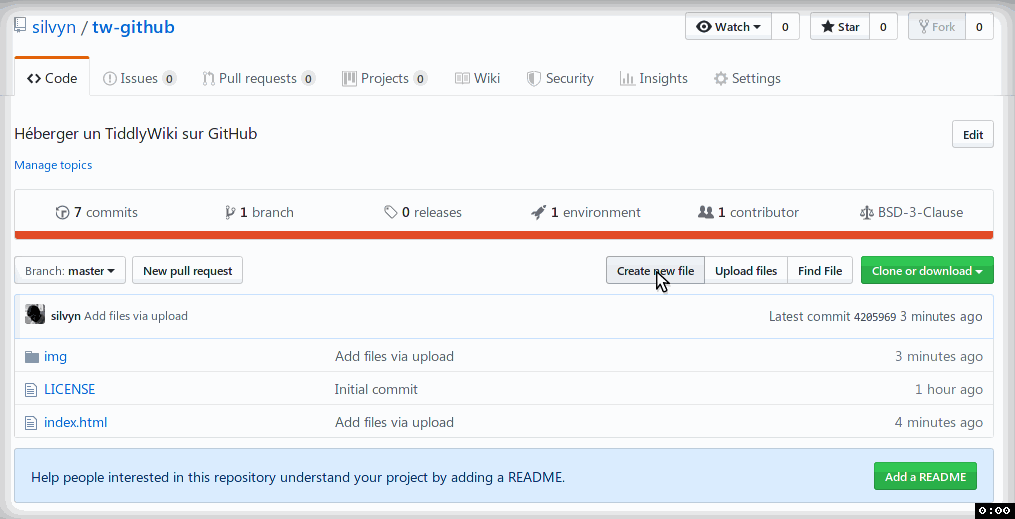 silvyn / tw-github
Watch 0 Star 0 Fork 0
Code Issues 0 Pull requests 0 Projects 0 Wiki Security Insights Settings
Héberger un TiddlyWiki sur GitHub Edit
Manage topics
7 commits 1 branch 0 releases 1 environment 1 contributor BSD-3-Clause
Branch: master New pull request Create new file Upload files Find File Clone or download
silvyn Add files via upload Latest commit 4205969 3 minutes ago
img Add files via upload 3 minutes ago
LICENSE Initial commit 1 hour ago
index.html Add files via upload 4 minutes ago
Help people interested in this repository understand your project by adding a README. Add a README
0:00